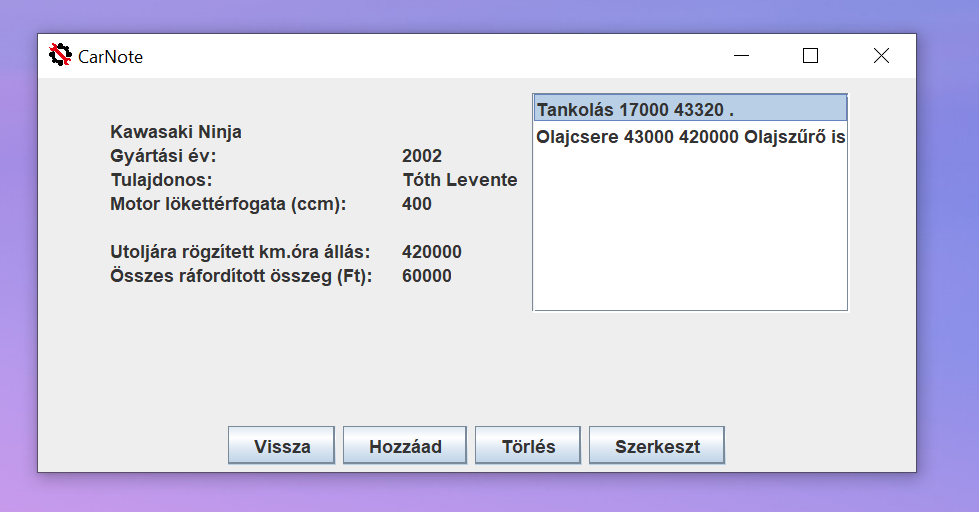 CarNote
Kawasaki Ninja
Gyártási év: 2002
Tulajdonos: Tóth Levente
Motor lökettérfogata (ccm): 400
Utoljára rögzített km.óra állás: 420000
Összes ráfordított összeg (Ft): 60000
Tankolás 17000 43320 .
Olajcsere 43000 420000 Olajszűrő is
Vissza
Hozzáad
Törlés
Szerkeszt